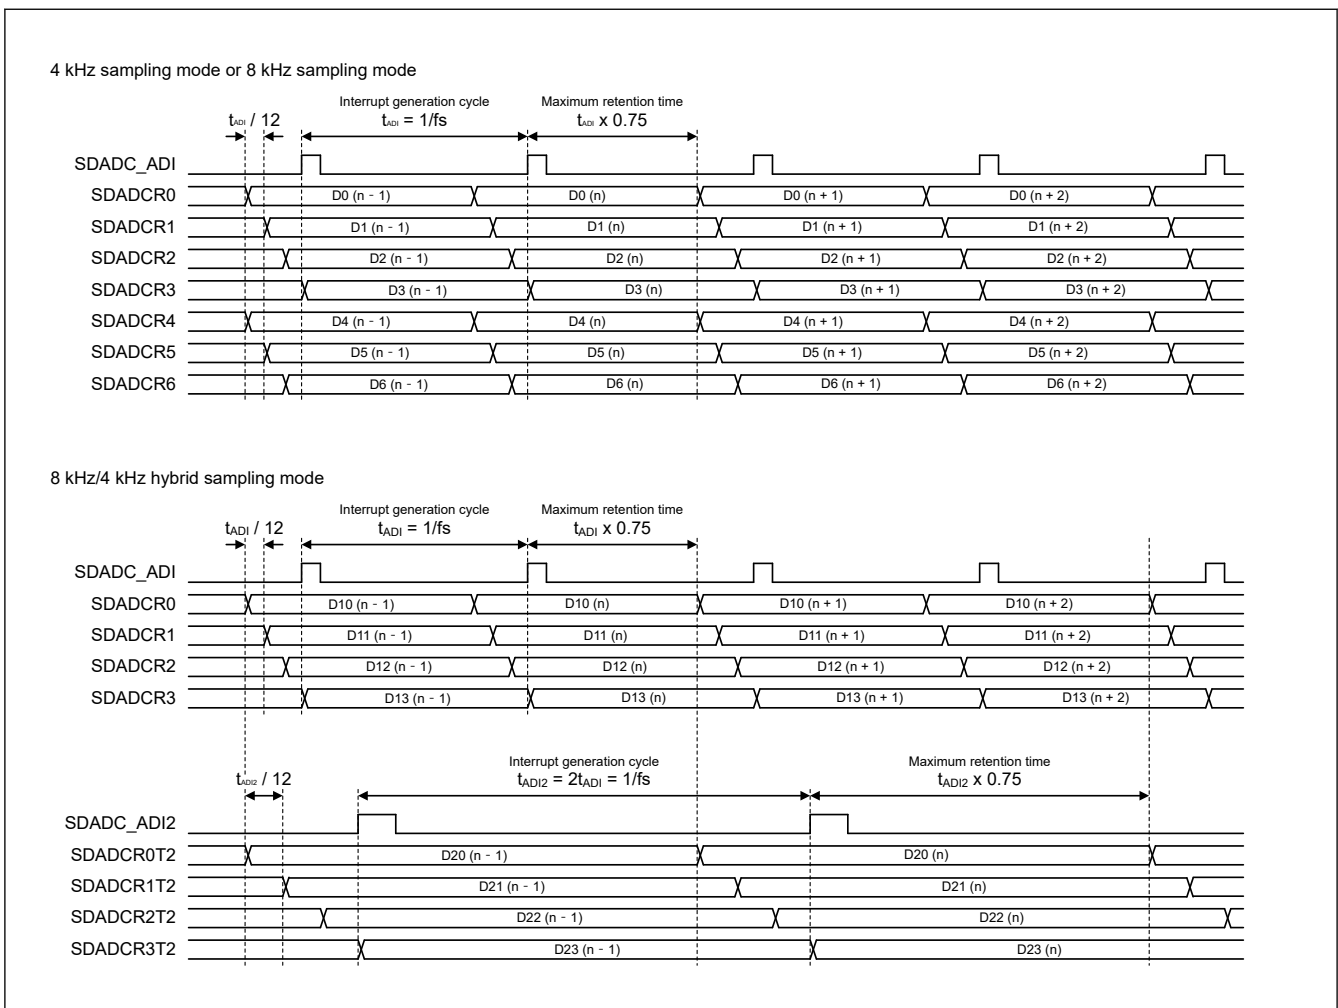 4 kHz sampling mode or 8 kHz sampling mode
Interrupt generation cycle Maximum retention time
tADI / 12 tADI = 1/fs tADI x 0.75
SDADC_ADI
SDADCR0 D0 (n - 1) D0 (n) D0 (n + 1) D0 (n + 2)
SDADCR1 D1 (n - 1) D1 (n) D1 (n + 1) D1 (n + 2)
SDADCR2 D2 (n - 1) D2 (n) D2 (n + 1) D2 (n + 2)
SDADCR3 D3 (n - 1) D3 (n) D3 (n + 1) D3 (n + 2)
SDADCR4 D4 (n - 1) D4 (n) D4 (n + 1) D4 (n + 2)
SDADCR5 D5 (n - 1) D5 (n) D5 (n + 1) D5 (n + 2)
SDADCR6 D6 (n - 1) D6 (n) D6 (n + 1) D6 (n + 2)
8 kHz/4 kHz hybrid sampling mode
Interrupt generation cycle Maximum retention time
tADI / 12 tADI = 1/fs tADI x 0.75
SDADC_ADI
SDADCR0 D10 (n - 1) D10 (n) D10 (n + 1) D10 (n + 2)
SDADCR1 D11 (n - 1) D11 (n) D11 (n + 1) D11 (n + 2)
SDADCR2 D12 (n - 1) D12 (n) D12 (n + 1) D12 (n + 2)
SDADCR3 D13 (n - 1) D13 (n) D13 (n + 1) D13 (n + 2)
Interrupt generation cycle Maximum retention time
tADI2 / 12 tADI2 = 2tADI = 1/fs tADI2 x 0.75
SDADC_ADI2
SDADCR0T2 D20 (n - 1) D20 (n)
SDADCR1T2 D21 (n - 1) D21 (n)
SDADCR2T2 D22 (n - 1) D22 (n)
SDADCR3T2 D23 (n - 1) D23 (n)